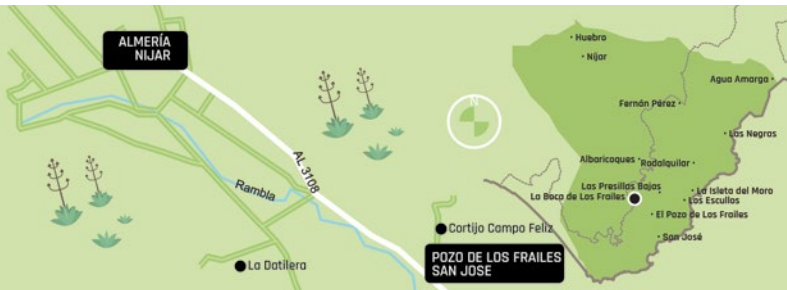 ALMERÍA
NIJAR
AL 3108
Rambla
La Datilera
Cortijo Campo Feliz
POZO DE LOS FRAILES
SAN JOSE
N
Huebro
Níjar
Agua Amarga
Fernán Pérez
Las Negras
Albaricoques
Rodalquilar
Las Presillas Bajas
La Isleta del Moro
La Boca de Los Frailes
Los Escullos
El Pozo de Los Frailes
San José